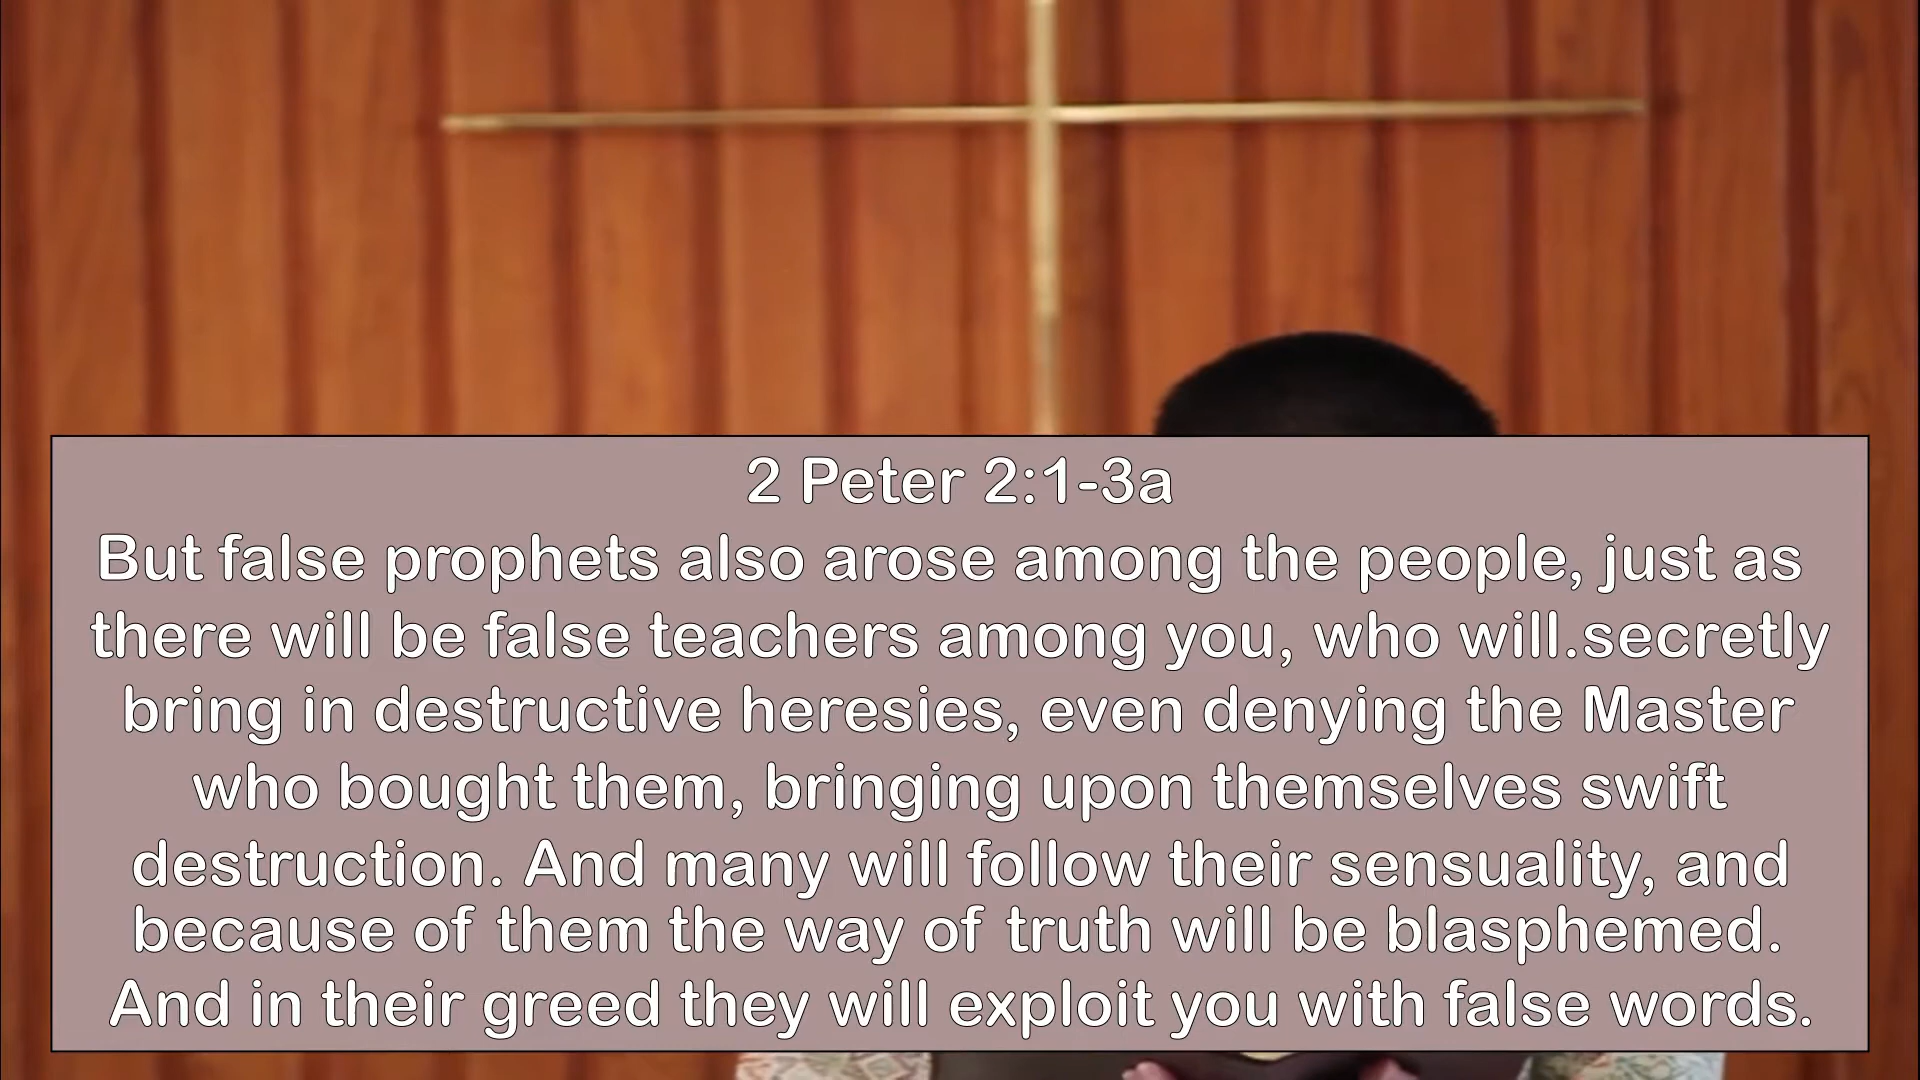 2 Peter 2:1-3a
But false prophets also arose among the people, just as
there will be false teachers among you, who will.secretly
bring in destructive heresies, even denying the Master
who bought them, bringing upon themselves swift
destruction. And many will follow their sensuality, and
because of them the way of truth will be blasphemed.
And in their greed they will exploit you with false words.